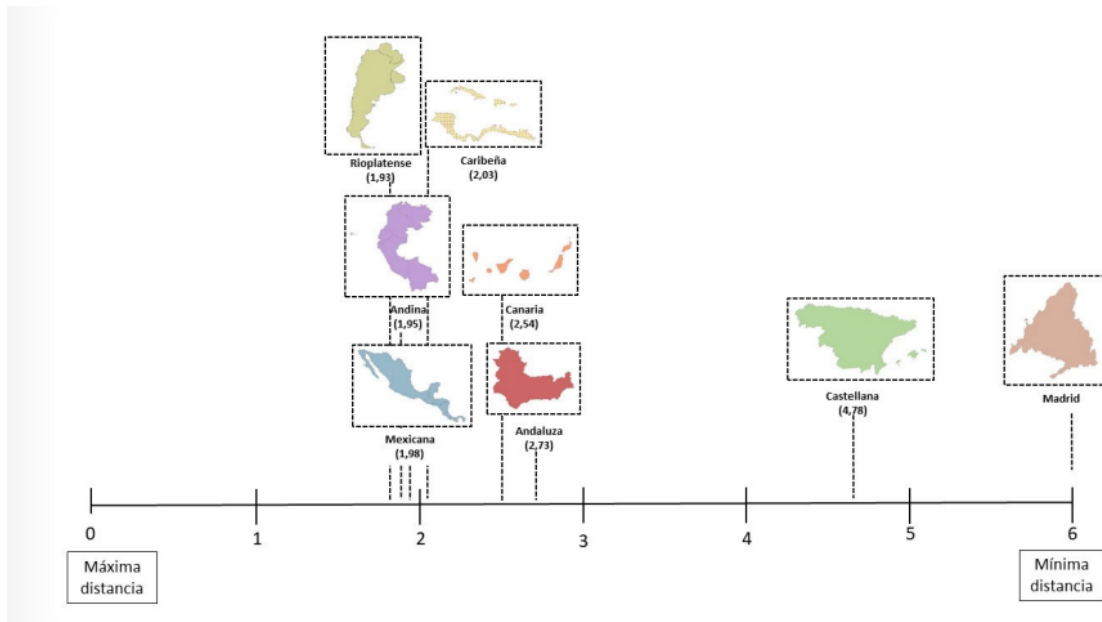 Rioplatense
(1,93)
Caribeña
(2,03)
Andina
(1,95)
Canaria
(2,54)
Mexicana
(1,98)
Andaluza
(2,73)
Castellana
(4,78)
Madrid
0
1
2
3
4
5
6
Máxima
distancia
Mínima
distancia